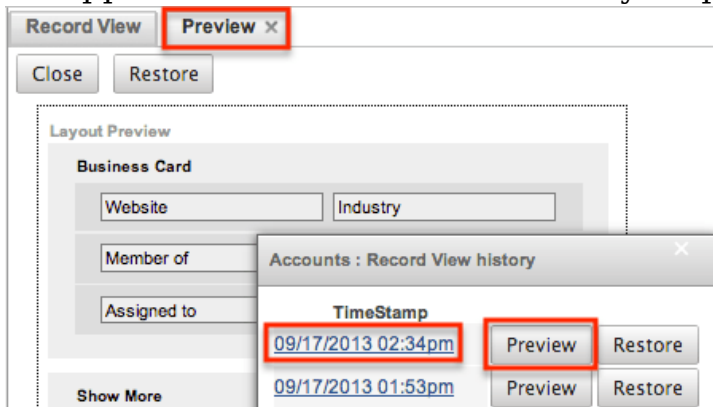 Record View Preview ×
Close Restore
Layout Preview
Business Card
Website Industry
Member of
Assigned to
Show More
Accounts : Record View history ×
TimeStamp
09/17/2013 02:34pm Preview Restore
09/17/2013 01:53pm Preview Restore